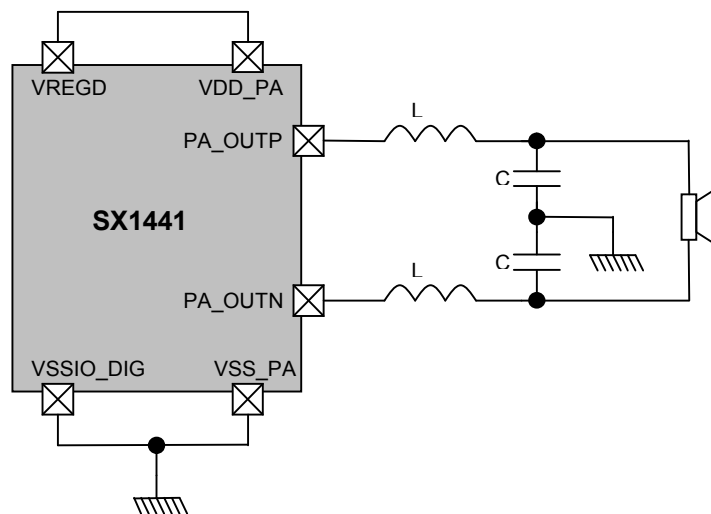 VREGD VDD_PA
L
PA_OUTP
C
SX1441
C
L
PA_OUTN
VSSIO_DIG VSS_PA